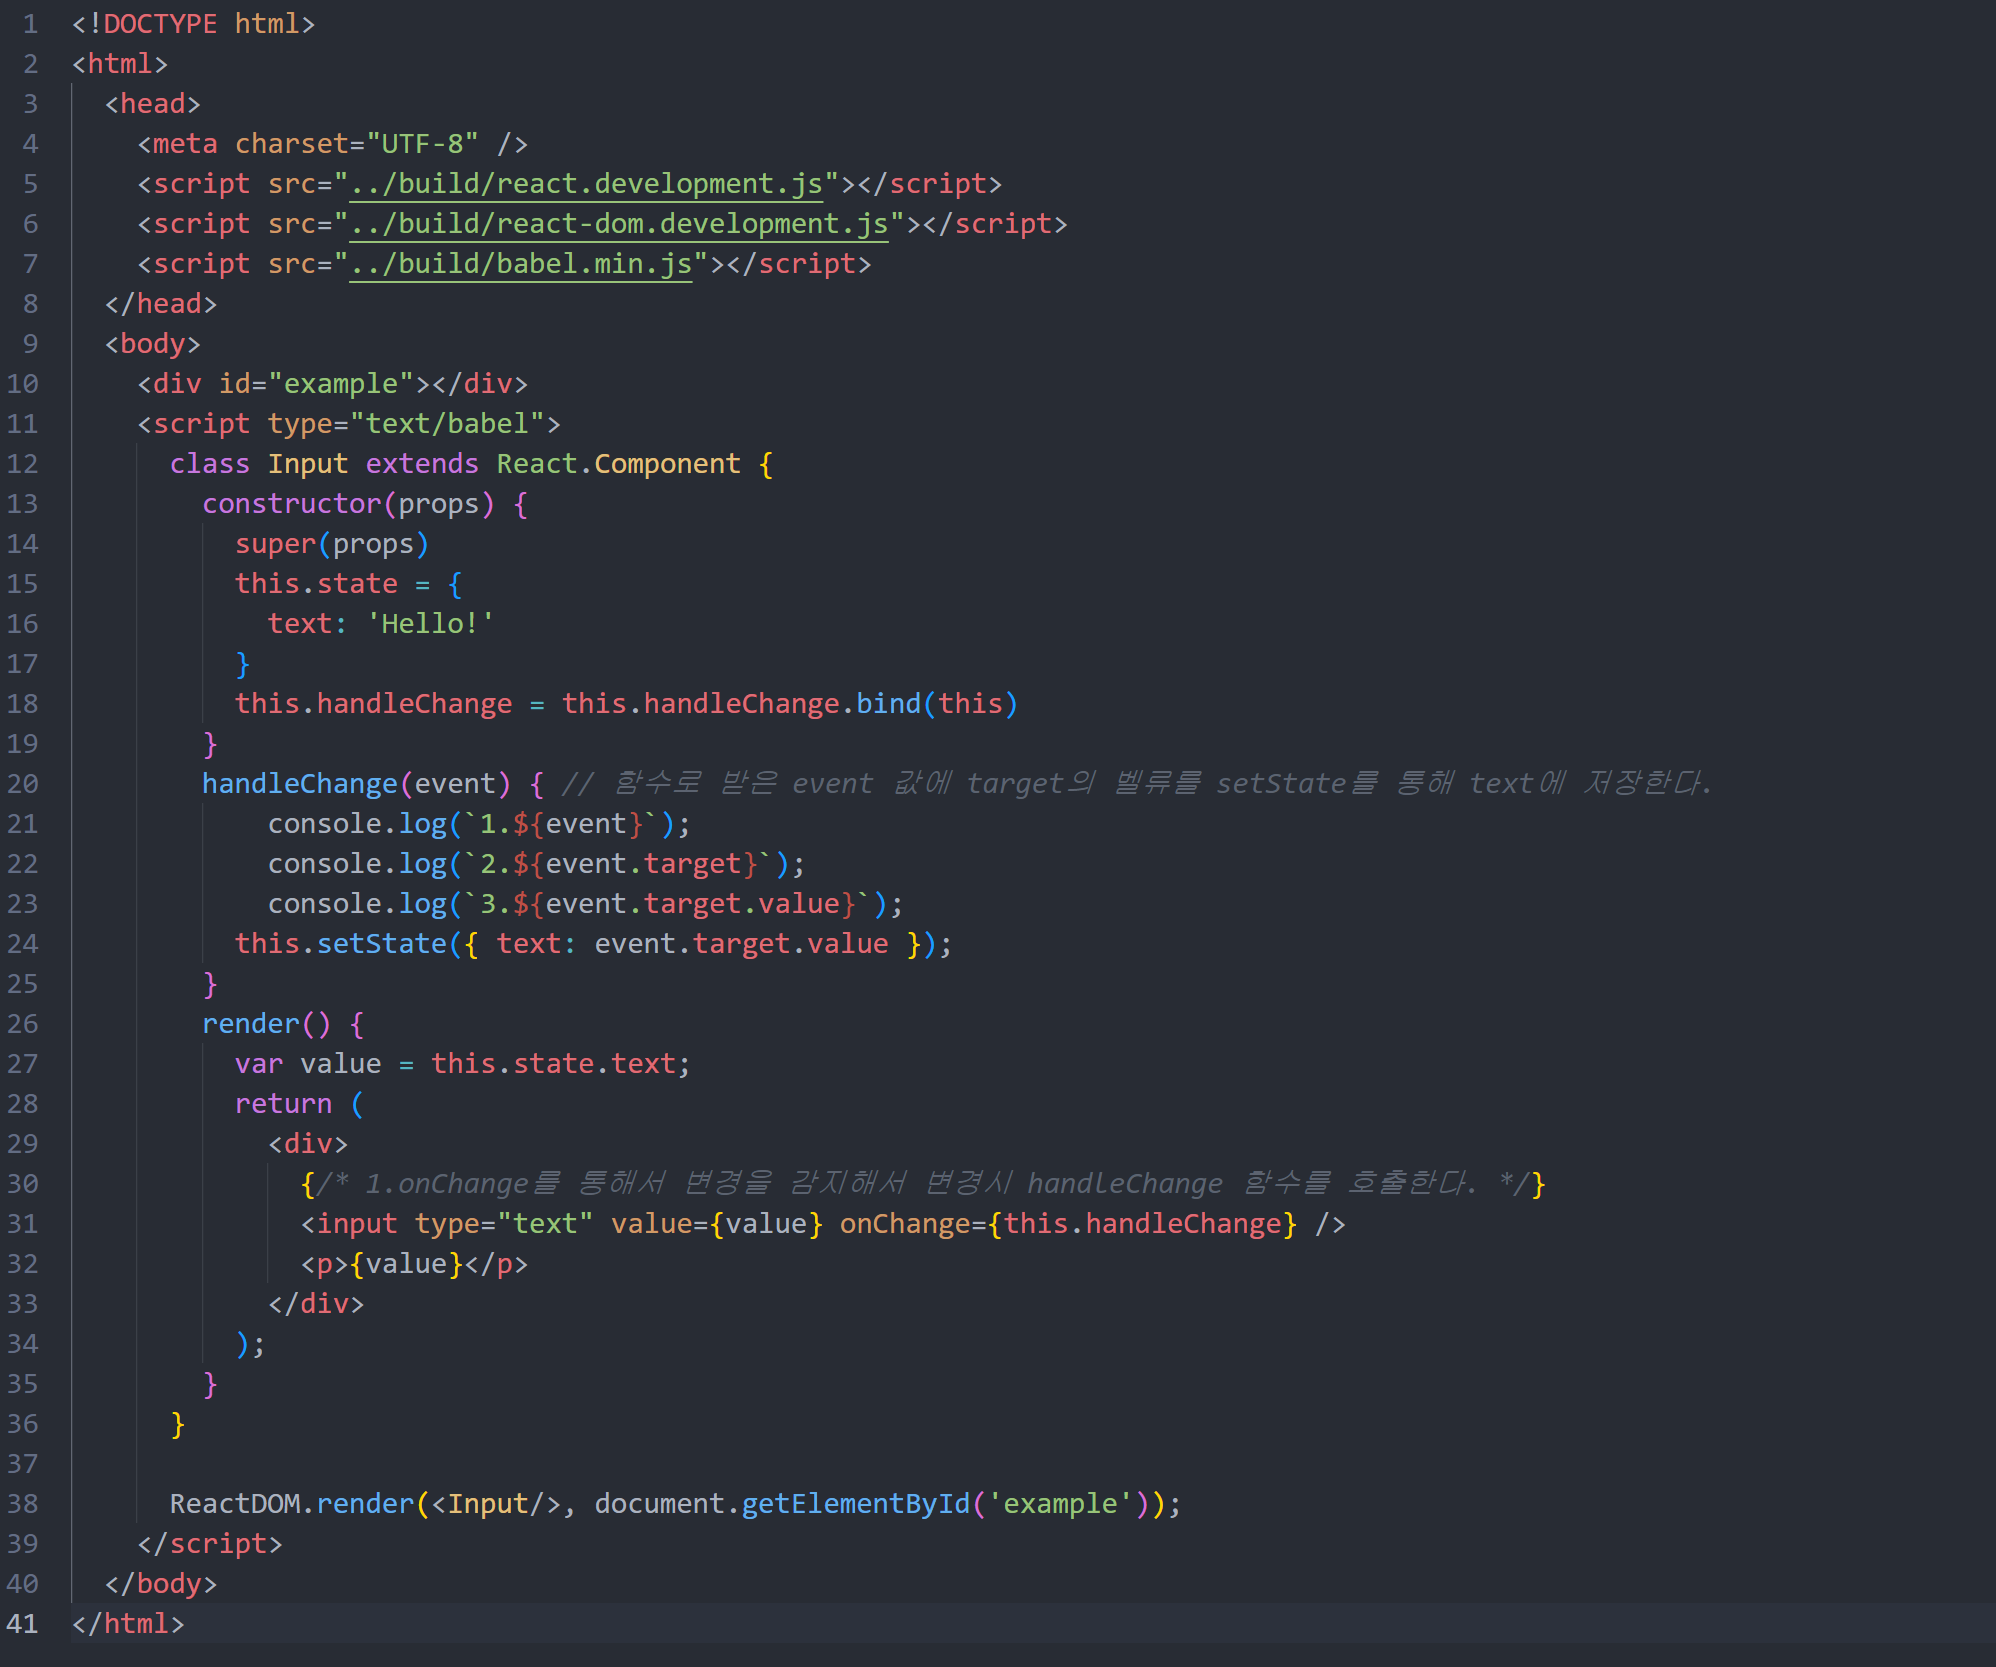 1 <!DOCTYPE html>
2 <html>
3   <head>
4     <meta charset="UTF-8" />
5     <script src="../build/react.development.js"></script>
6     <script src="../build/react-dom.development.js"></script>
7     <script src="../build/babel.min.js"></script>
8   </head>
9   <body>
10     <div id="example"></div>
11     <script type="text/babel">
12       class Input extends React.Component {
13         constructor(props) {
14           super(props)
15           this.state = {
16             text: 'Hello!'
17           }
18           this.handleChange = this.handleChange.bind(this)
19         }
20         handleChange(event) { // 함수로 받은 event 값에 target의 벨류를 setState를 통해 text에 저장한다.
21             console.log(`1.${event}`);
22             console.log(`2.${event.target}`);
23             console.log(`3.${event.target.value}`);
24           this.setState({ text: event.target.value });
25         }
26         render() {
27           var value = this.state.text;
28           return (
29             <div>
30               {/* 1.onChange를 통해서 변경을 감지해서 변경시 handleChange 함수를 호출한다. */}
31               <input type="text" value={value} onChange={this.handleChange} />
32               <p>{value}</p>
33             </div>
34           );
35         }
36       }
37
38       ReactDOM.render(<Input/>, document.getElementById('example'));
39     </script>
40   </body>
41 </html>